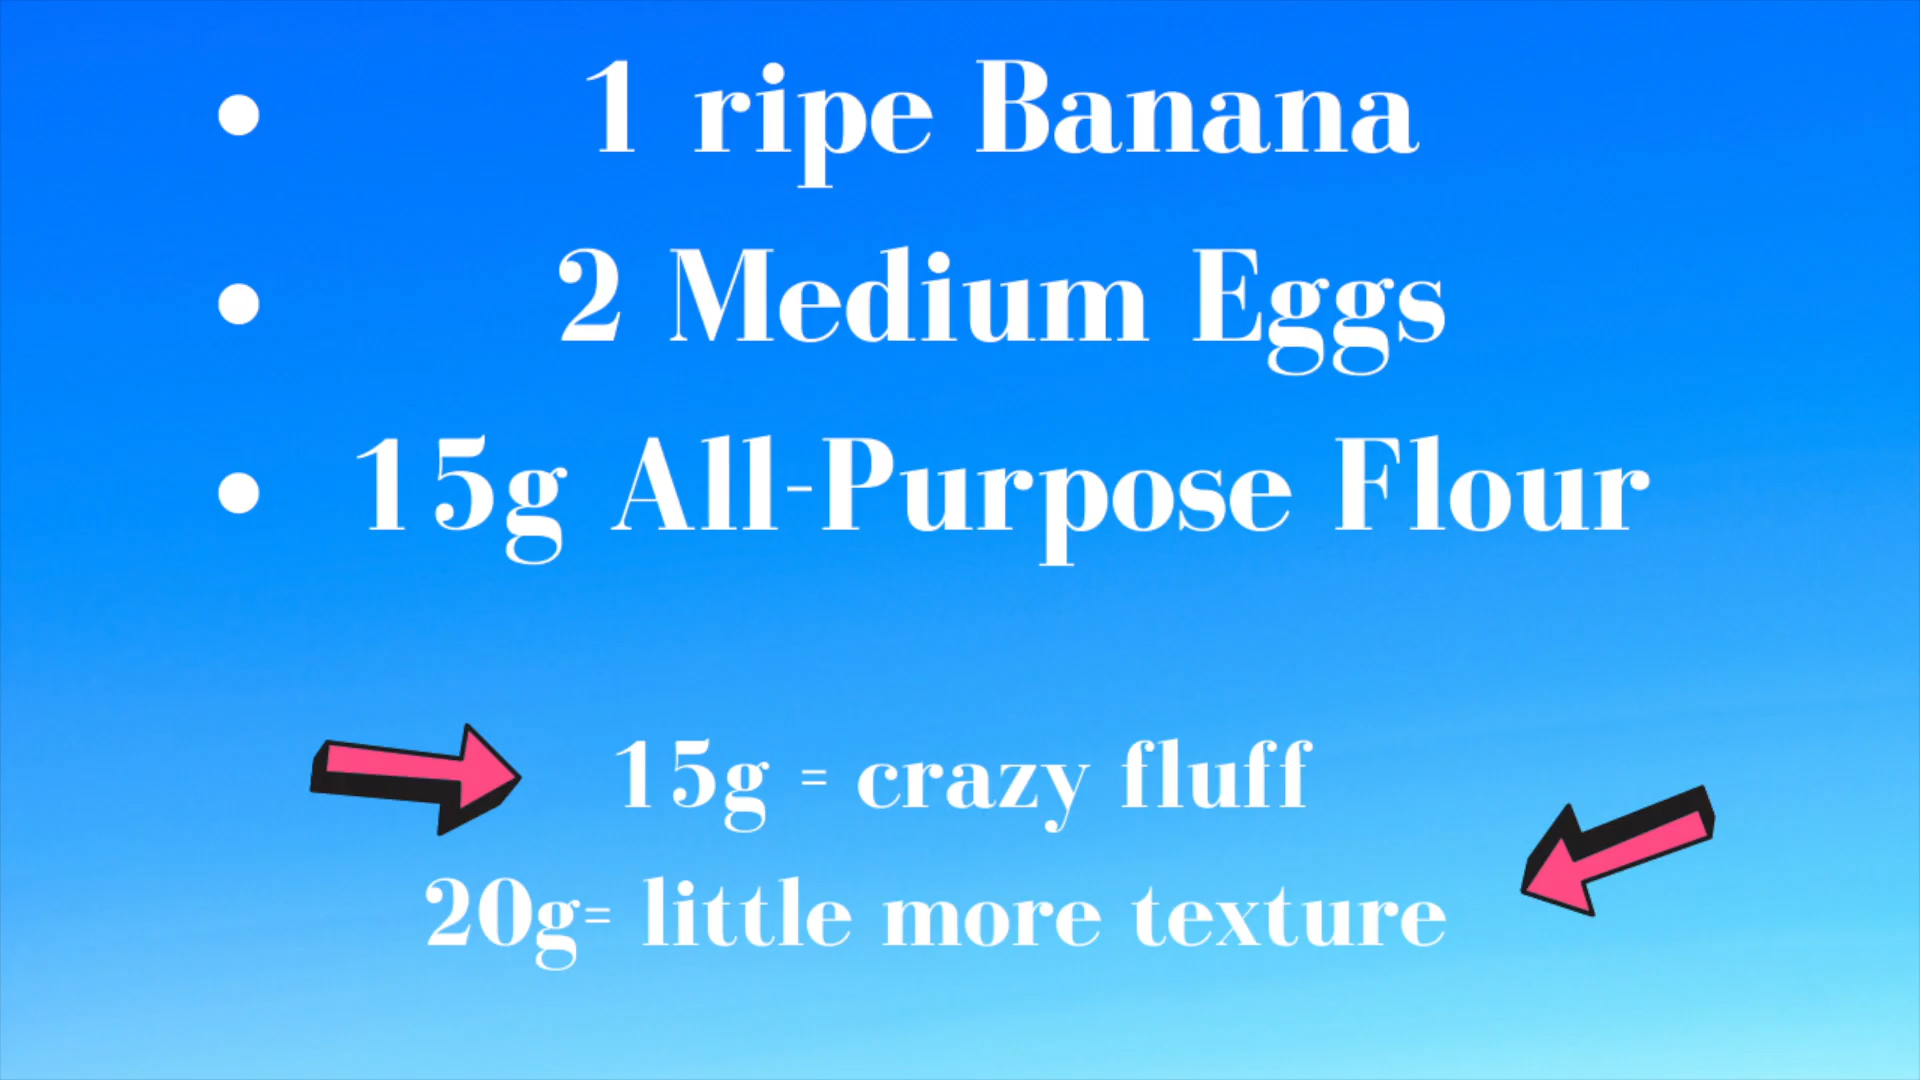 • 1 ripe Banana
• 2 Medium Eggs
• 15g All-Purpose Flour
15g = crazy fluff
20g= little more texture